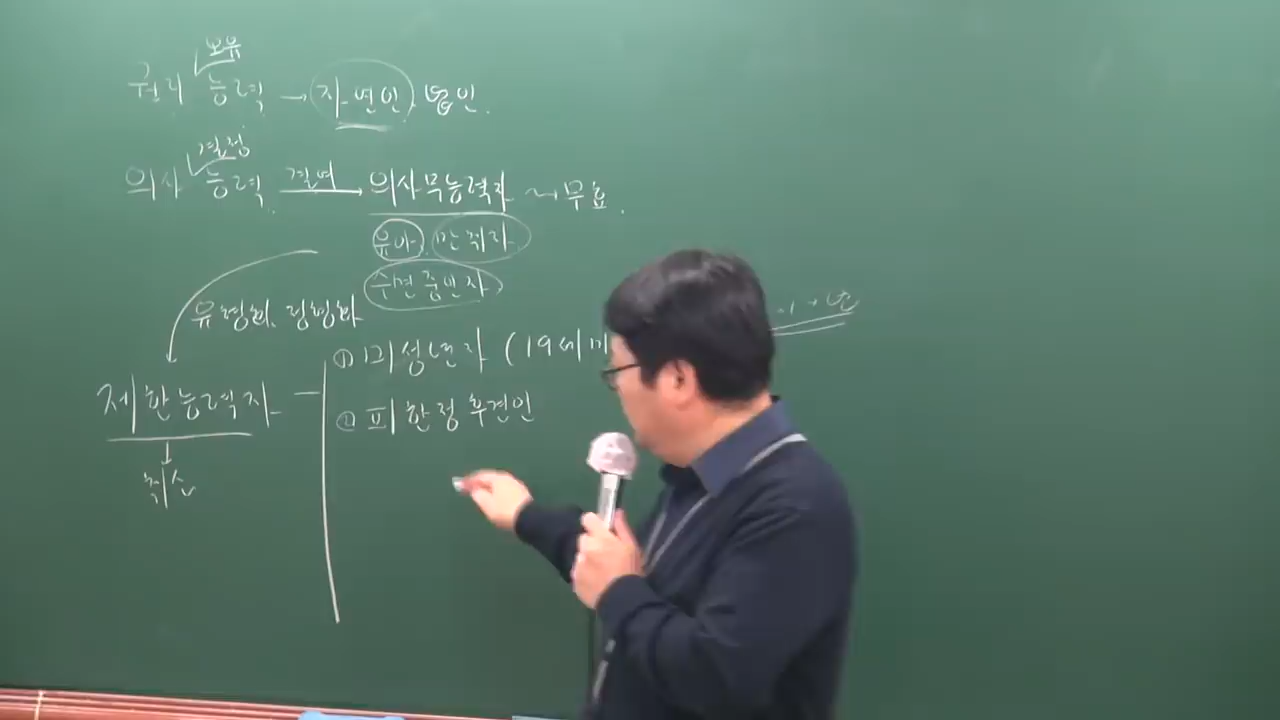 보유
권리 능력 → 자연인. 법인.
결정
의사 능력 결여 → 의사무능력자 ~> 무효.
유아. 만취자.
수면중인자
유형화, 정형화
① 미성년자 (19세 미
제한능력자 ② 피한정후견인
↓
취소